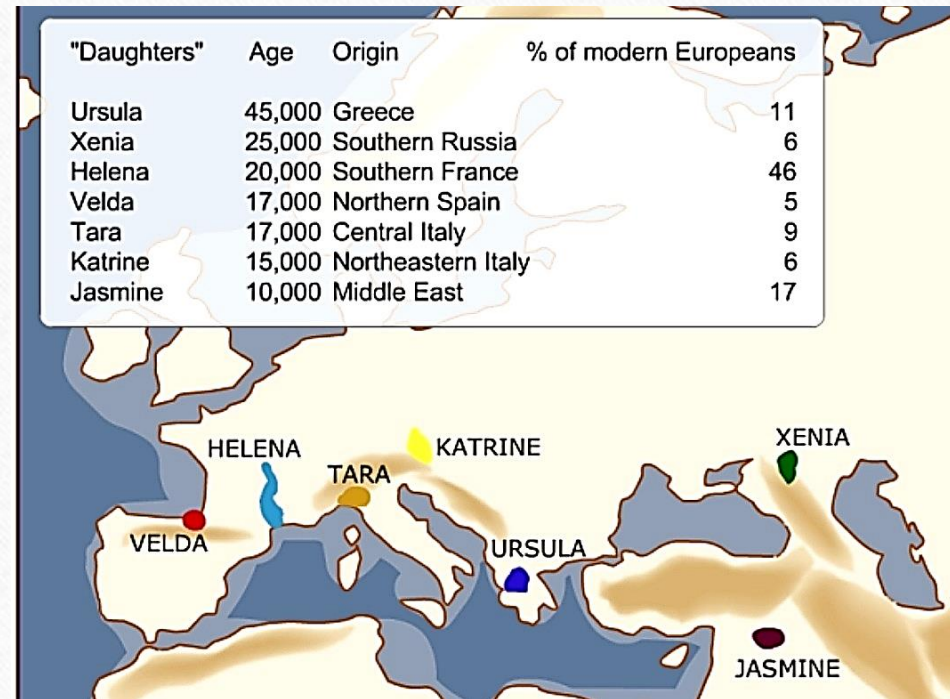 "Daughters" Age Origin % of modern Europeans
Ursula 45,000 Greece 11
Xenia 25,000 Southern Russia 6
Helena 20,000 Southern France 46
Velda 17,000 Northern Spain 5
Tara 17,000 Central Italy 9
Katrine 15,000 Northeastern Italy 6
Jasmine 10,000 Middle East 17
XENIA
HELENA
KATRINE
TARA
VELDA
URSULA
JASMINE